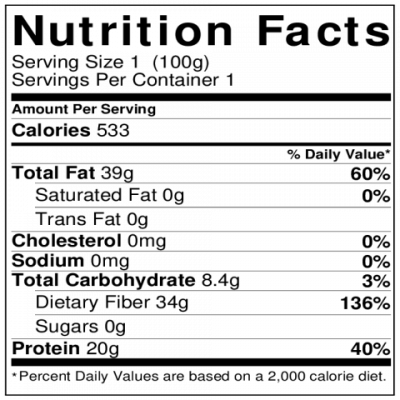 Nutrition Facts
Serving Size 1 (100g)
Servings Per Container 1
Amount Per Serving
Calories 533
% Daily Value*
Total Fat 39g 60%
Saturated Fat 0g 0%
Trans Fat 0g
Cholesterol 0mg 0%
Sodium 0mg 0%
Total Carbohydrate 8.4g 3%
Dietary Fiber 34g 136%
Sugars 0g
Protein 20g 40%
*Percent Daily Values are based on a 2,000 calorie diet.